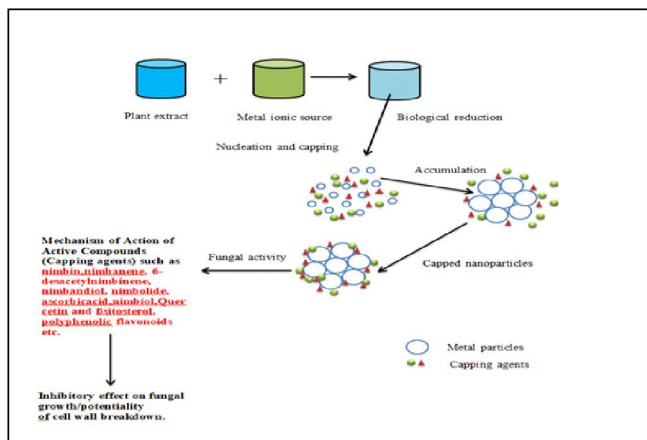 Plant extract
+
Metal ionic source
Biological reduction
Nucleation and capping
Accumulation
Mechanism of Action of
Active Compounds
(Capping agents) such as
nimbin,nimbanene, 6-
desacetylnimbinene,
nimbandiol, nimbolide,
ascorbicacid,nimbiol,Quer
cetin and βsitosterol,
polyphenolic flavonoids
etc.
Fungal activity
Capped nanoparticles
Metal particles
Capping agents
Inhibitory effect on fungal
growth/potentiality
of cell wall breakdown.